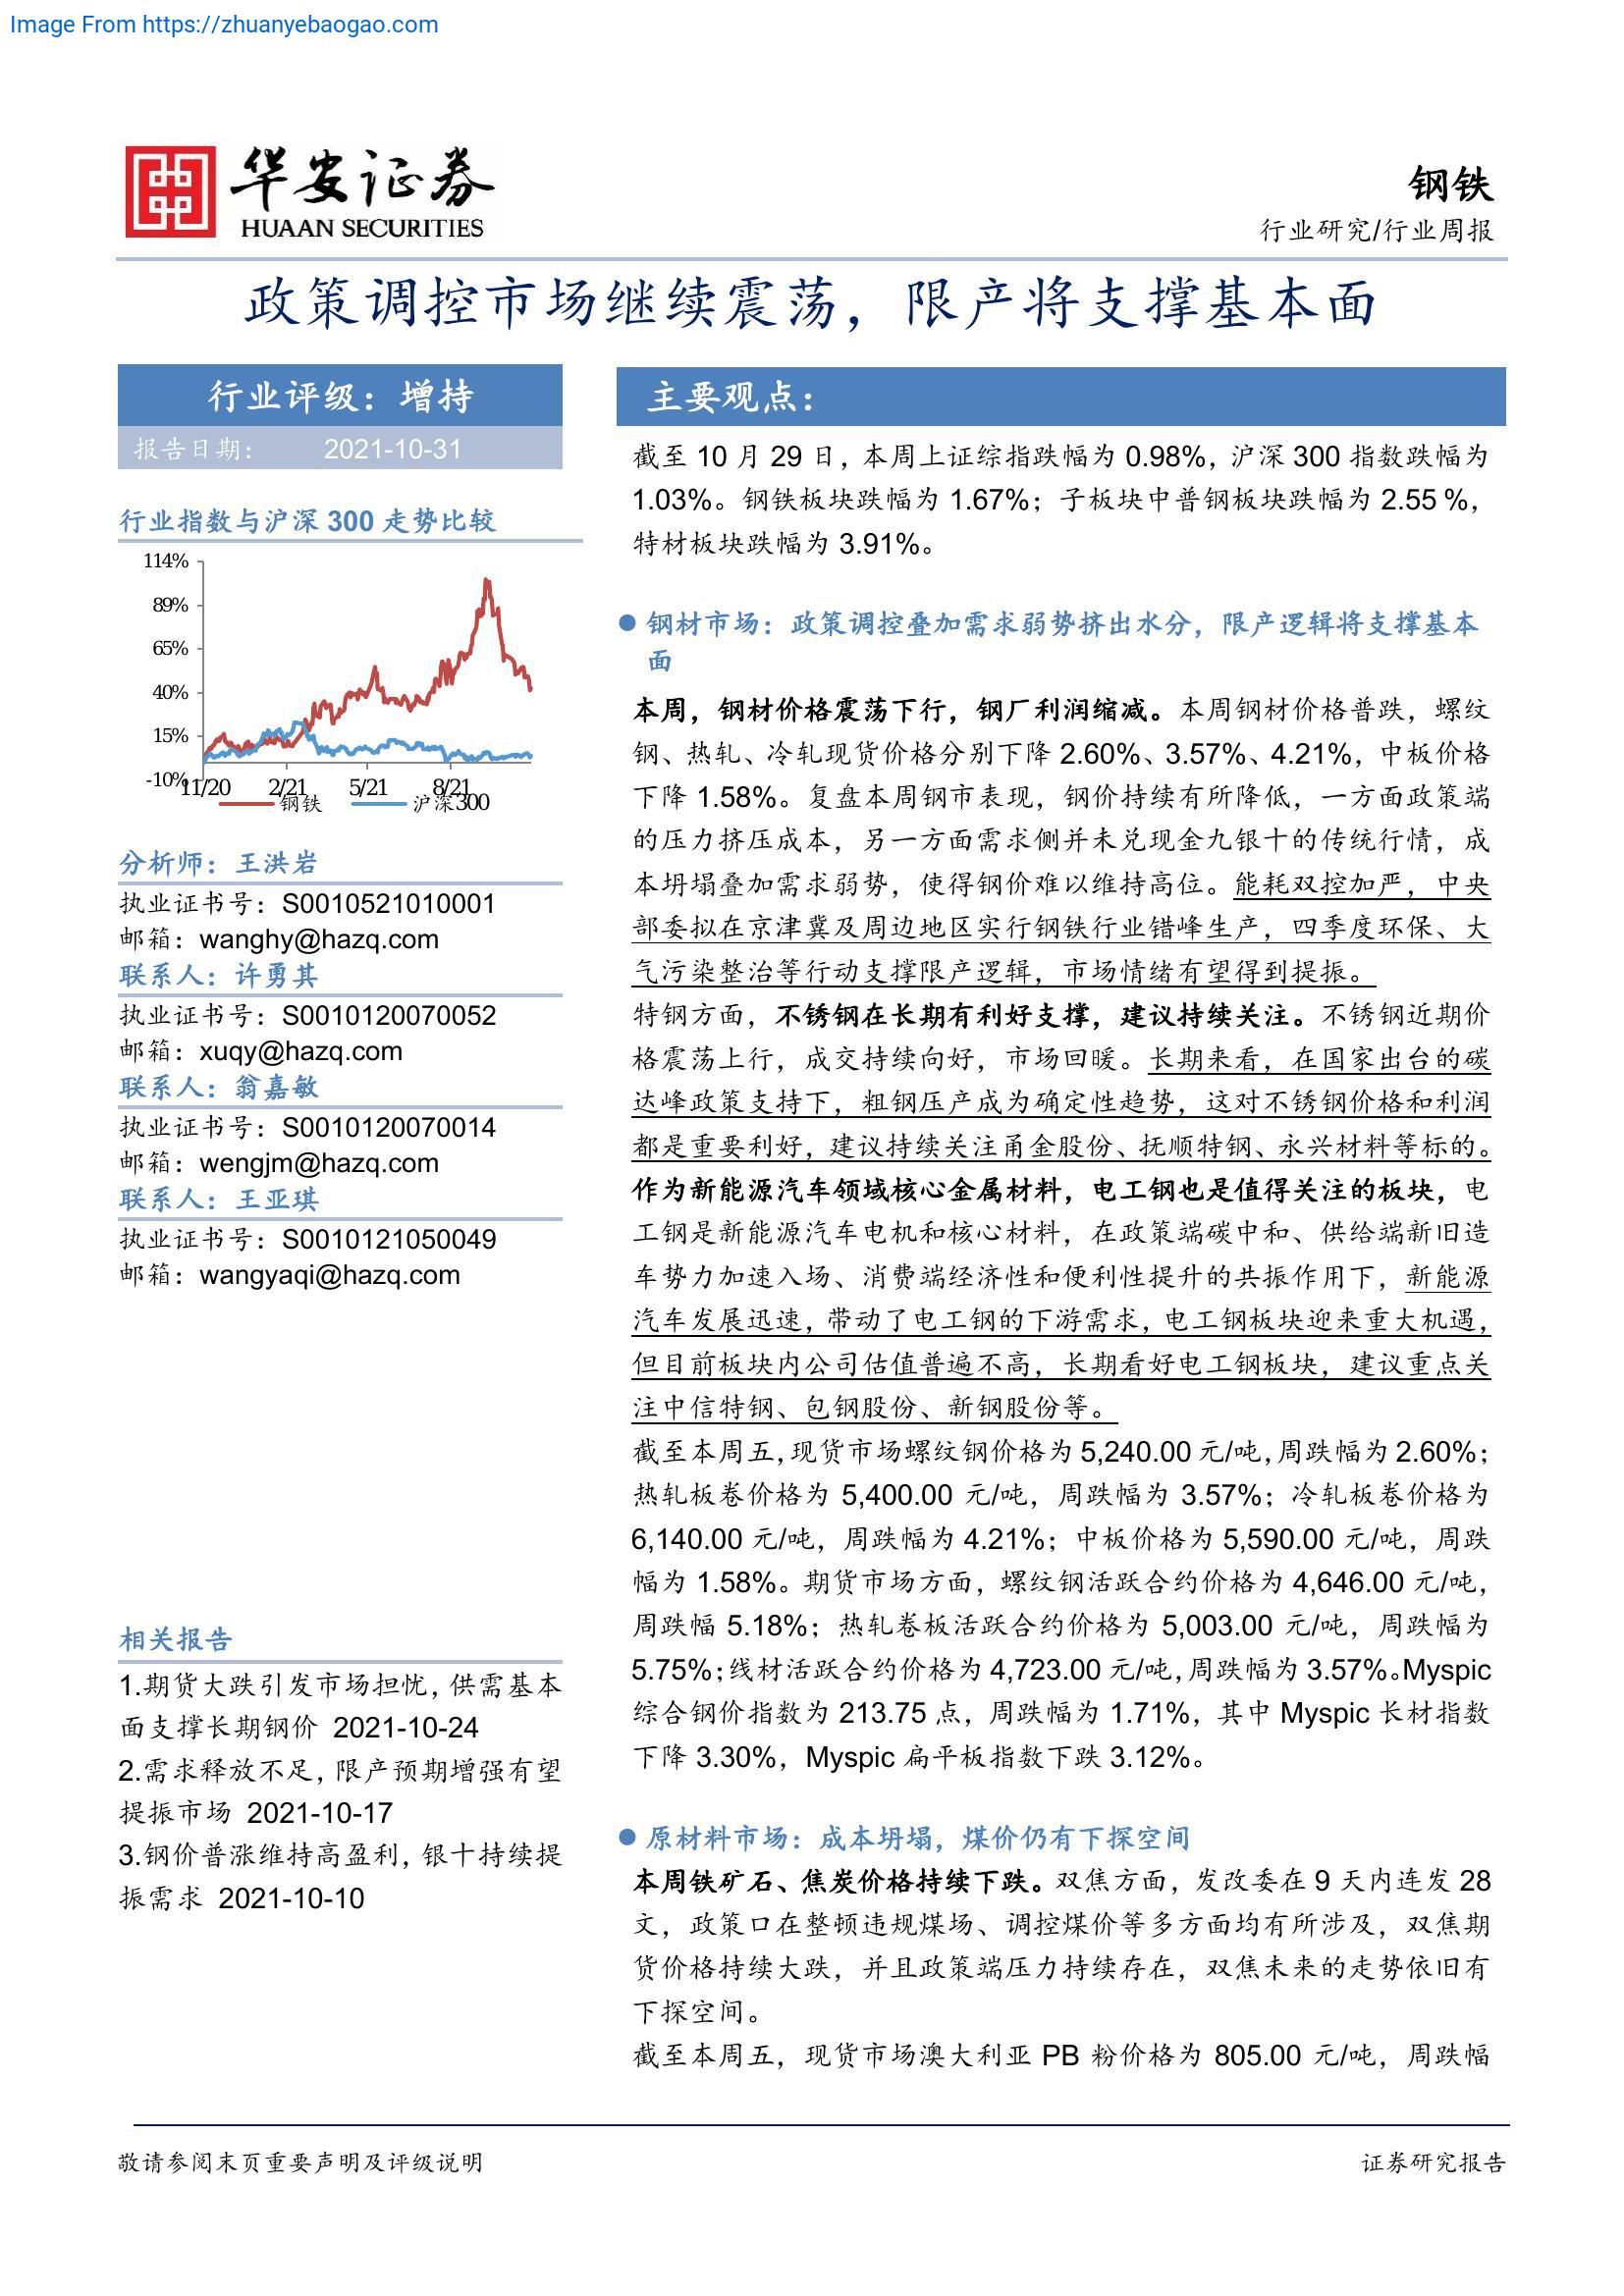 Image From https://zhuanyebaogao.com
华安证券
HUAAN SECURITIES
钢铁
行业研究/行业周报
政策调控市场继续震荡，限产将支撑基本面
行业评级：增持
报告日期： 2021-10-31
行业指数与沪深 300 走势比较
114%
89%
65%
40%
15%
-10%
11/20 2/21 5/21 8/21
钢铁 沪深300
分析师：王洪岩
执业证书号：S0010521010001
邮箱：wanghy@hazq.com
联系人：许勇其
执业证书号：S0010120070052
邮箱：xuqy@hazq.com
联系人：翁嘉敏
执业证书号：S0010120070014
邮箱：wengjm@hazq.com
联系人：王亚琪
执业证书号：S0010121050049
邮箱：wangyaqi@hazq.com
相关报告
1.期货大跌引发市场担忧，供需基本
面支撑长期钢价 2021-10-24
2.需求释放不足，限产预期增强有望
提振市场 2021-10-17
3.钢价普涨维持高盈利，银十持续提
振需求 2021-10-10
主要观点：
截至 10 月 29 日，本周上证综指跌幅为 0.98%，沪深 300 指数跌幅为
1.03%。钢铁板块跌幅为 1.67%；子板块中普钢板块跌幅为 2.55 %，
特材板块跌幅为 3.91%。
● 钢材市场：政策调控叠加需求弱势挤出水分，限产逻辑将支撑基本
面
本周，钢材价格震荡下行，钢厂利润缩减。本周钢材价格普跌，螺纹
钢、热轧、冷轧现货价格分别下降 2.60%、3.57%、4.21%，中板价格
下降 1.58%。复盘本周钢市表现，钢价持续有所降低，一方面政策端
的压力挤压成本，另一方面需求侧并未兑现金九银十的传统行情，成
本坍塌叠加需求弱势，使得钢价难以维持高位。能耗双控加严，中央
部委拟在京津冀及周边地区实行钢铁行业错峰生产，四季度环保、大
气污染整治等行动支撑限产逻辑，市场情绪有望得到提振。
特钢方面，不锈钢在长期有利好支撑，建议持续关注。不锈钢近期价
格震荡上行，成交持续向好，市场回暖。长期来看，在国家出台的碳
达峰政策支持下，粗钢压产成为确定性趋势，这对不锈钢价格和利润
都是重要利好，建议持续关注甬金股份、抚顺特钢、永兴材料等标的。
作为新能源汽车领域核心金属材料，电工钢也是值得关注的板块，电
工钢是新能源汽车电机和核心材料，在政策端碳中和、供给端新旧造
车势力加速入场、消费端经济性和便利性提升的共振作用下，新能源
汽车发展迅速，带动了电工钢的下游需求，电工钢板块迎来重大机遇，
但目前板块内公司估值普遍不高，长期看好电工钢板块，建议重点关
注中信特钢、包钢股份、新钢股份等。
截至本周五，现货市场螺纹钢价格为 5,240.00 元/吨，周跌幅为 2.60%；
热轧板卷价格为 5,400.00 元/吨，周跌幅为 3.57%；冷轧板卷价格为
6,140.00 元/吨，周跌幅为 4.21%；中板价格为 5,590.00 元/吨，周跌
幅为 1.58%。期货市场方面，螺纹钢活跃合约价格为 4,646.00 元/吨，
周跌幅 5.18%；热轧卷板活跃合约价格为 5,003.00 元/吨，周跌幅为
5.75%；线材活跃合约价格为 4,723.00 元/吨，周跌幅为 3.57%。Myspic
综合钢价指数为 213.75 点，周跌幅为 1.71%，其中 Myspic 长材指数
下降 3.30%，Myspic 扁平板指数下跌 3.12%。
● 原材料市场：成本坍塌，煤价仍有下探空间
本周铁矿石、焦炭价格持续下跌。双焦方面，发改委在 9 天内连发 28
文，政策口在整顿违规煤场、调控煤价等多方面均有所涉及，双焦期
货价格持续大跌，并且政策端压力持续存在，双焦未来的走势依旧有
下探空间。
截至本周五，现货市场澳大利亚 PB 粉价格为 805.00 元/吨，周跌幅
敬请参阅末页重要声明及评级说明
证券研究报告